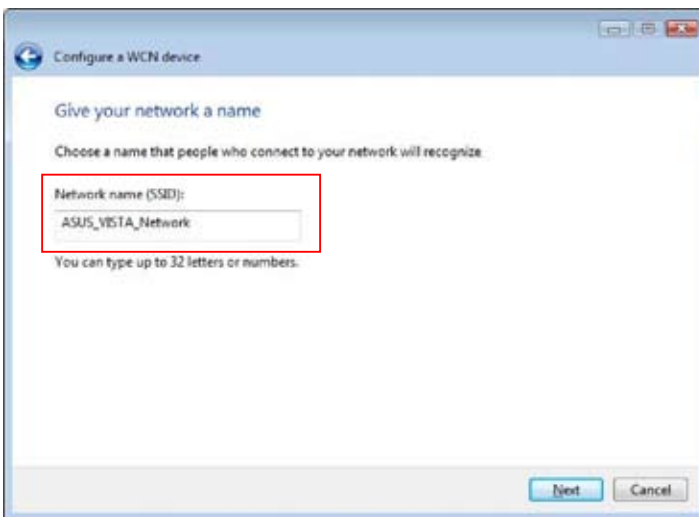 Configure a WCN device
Give your network a name
Choose a name that people who connect to your network will recognize
Network name (SSID):
ASUS_VISTA_Network
You can type up to 32 letters or numbers.
Next Cancel